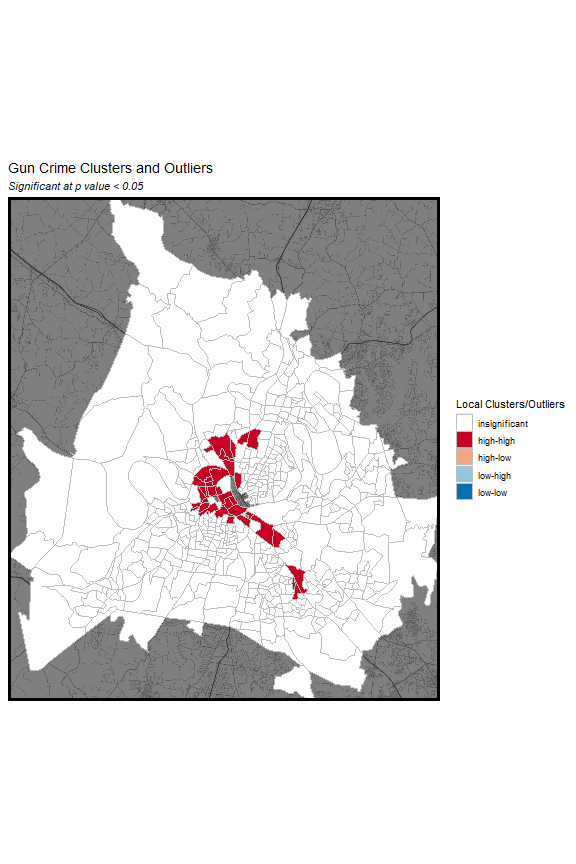 Gun Crime Clusters and Outliers
Significant at p value < 0.05
Local Clusters/Outliers
insignificant
high-high
high-low
low-high
low-low